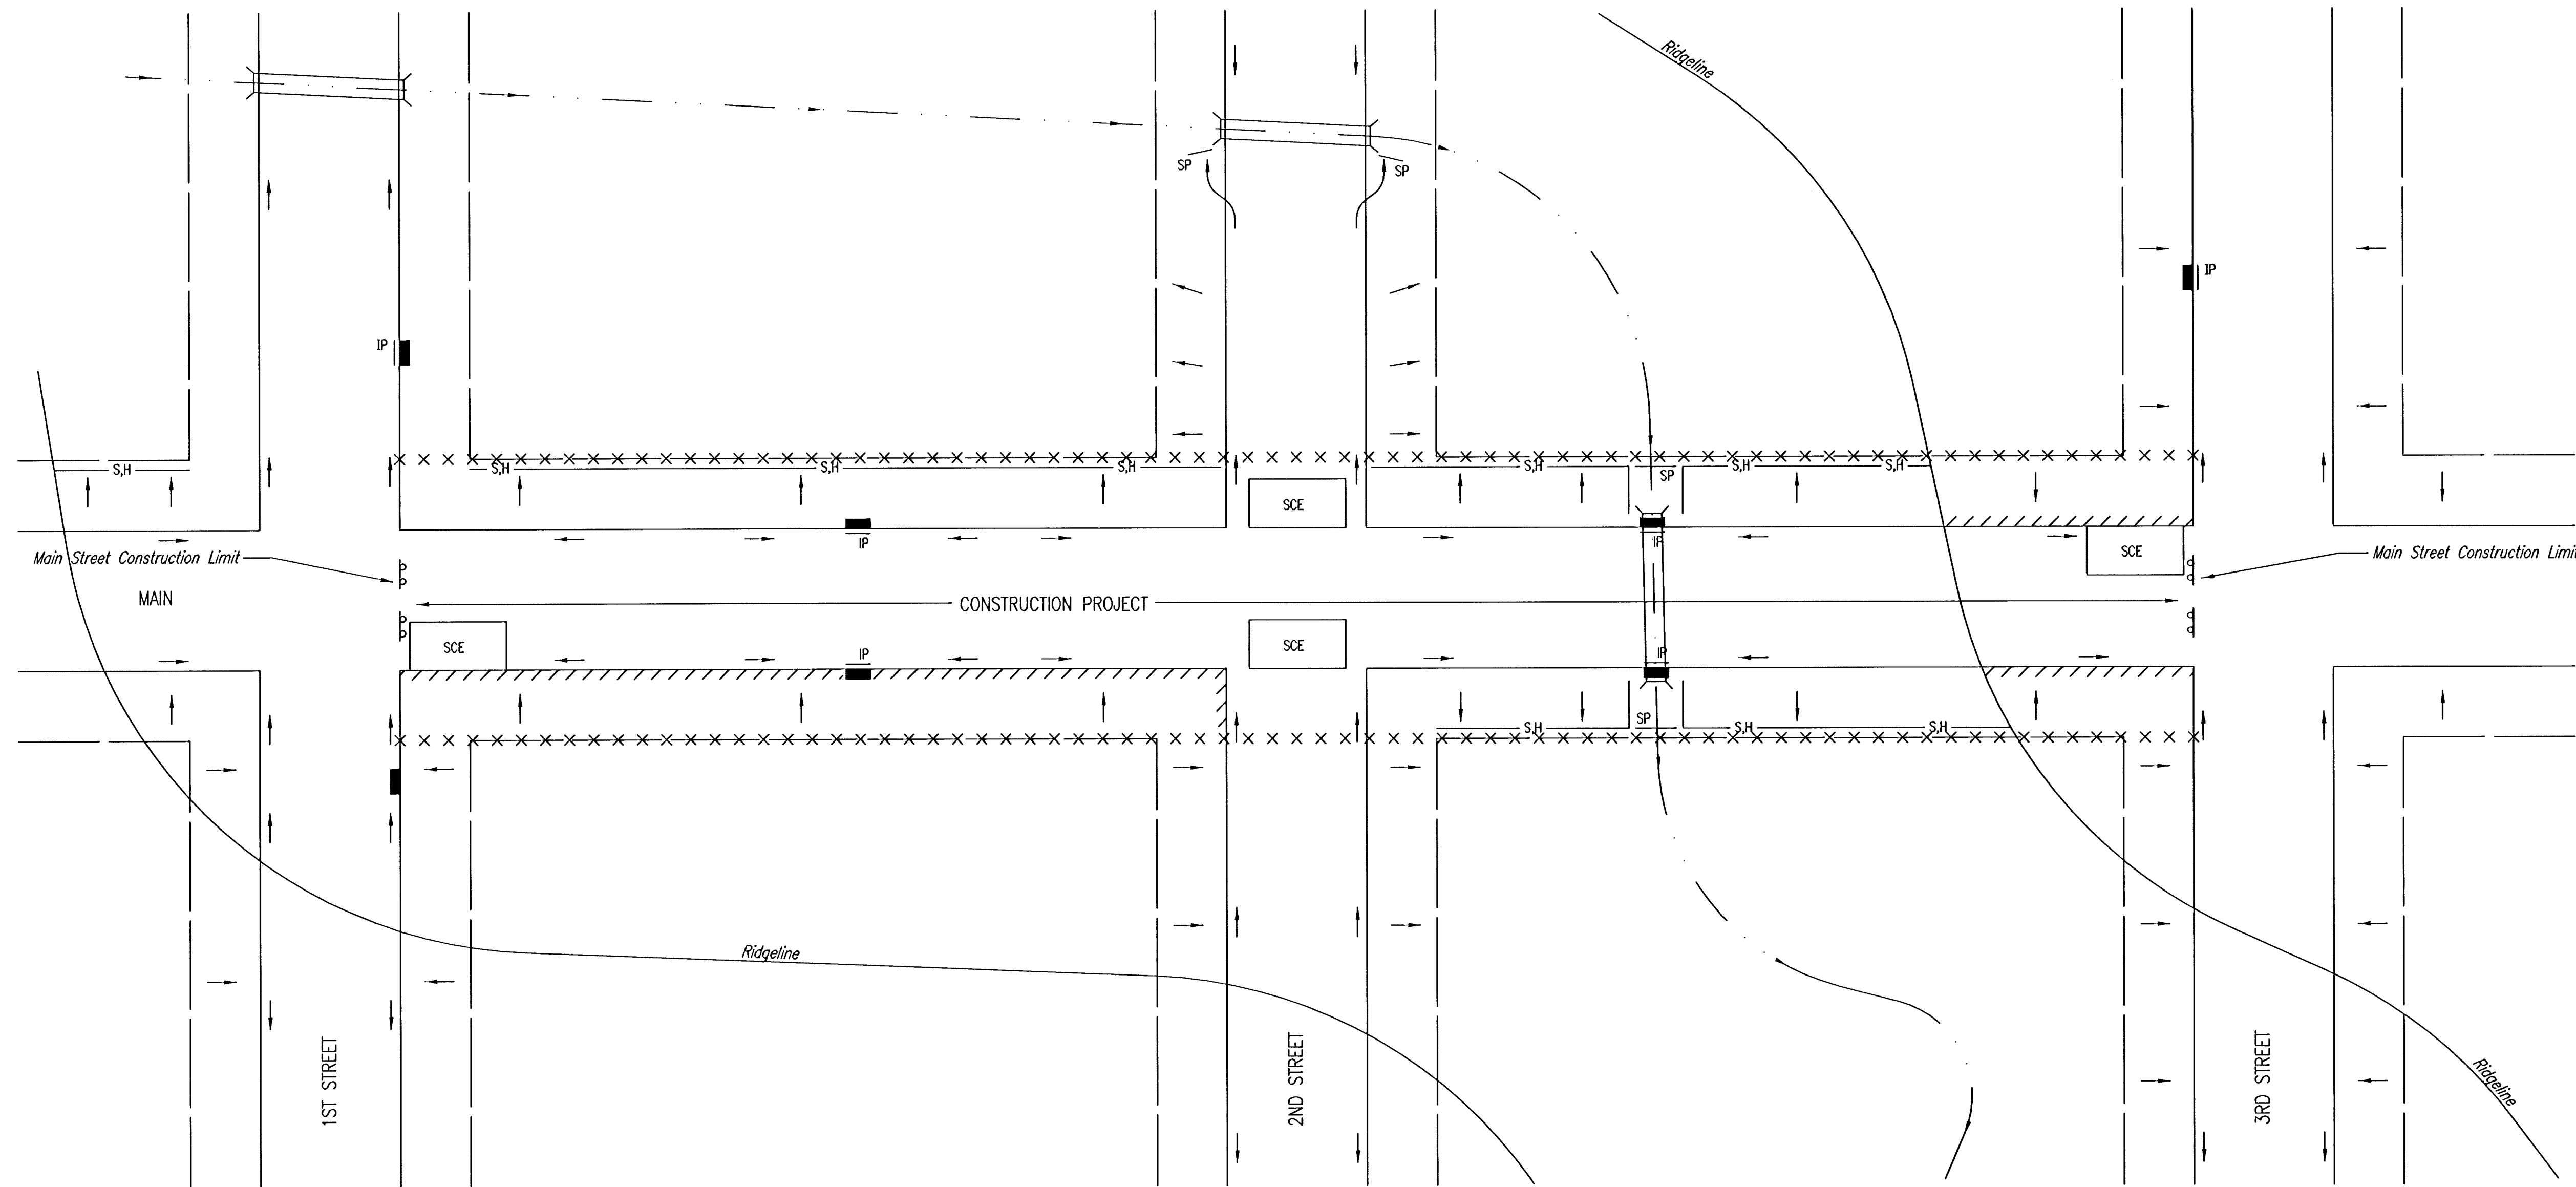 Ridgeline
SP
SP
IP
IP
S,H
S,H
S,H
S,H
S,H
SP
S,H
S,H
SCE
IP
IP
SCE
Main Street Construction Limit
Main Street Construction Limit
MAIN
CONSTRUCTION PROJECT
SCE
SCE
IP
IP
SP
S,H
S,H
S,H
Ridgeline
1ST STREET
2ND STREET
3RD STREET
Ridgeline